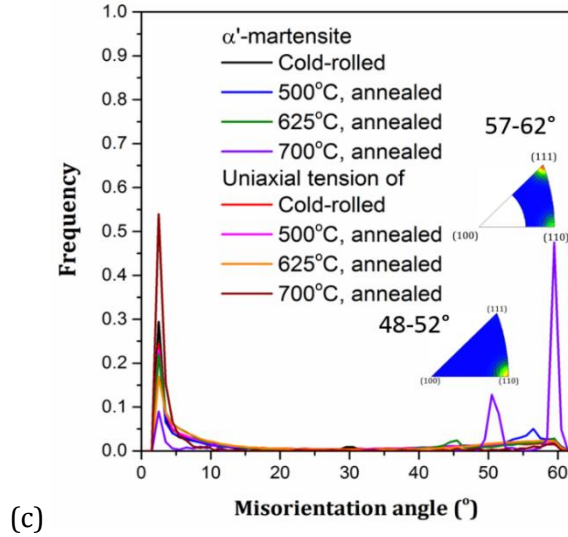 1.0
0.9
0.8
0.7
0.6
0.5
0.4
0.3
0.2
0.1
0.0
Frequency
α'-martensite
Cold-rolled
500°C, annealed
625°C, annealed
700°C, annealed
Uniaxial tension of
Cold-rolled
500°C, annealed
625°C, annealed
700°C, annealed
57-62°
(111)
(100)
(110)
48-52°
(111)
(100)
(110)
0 10 20 30 40 50 60
Misorientation angle (°)
(c)